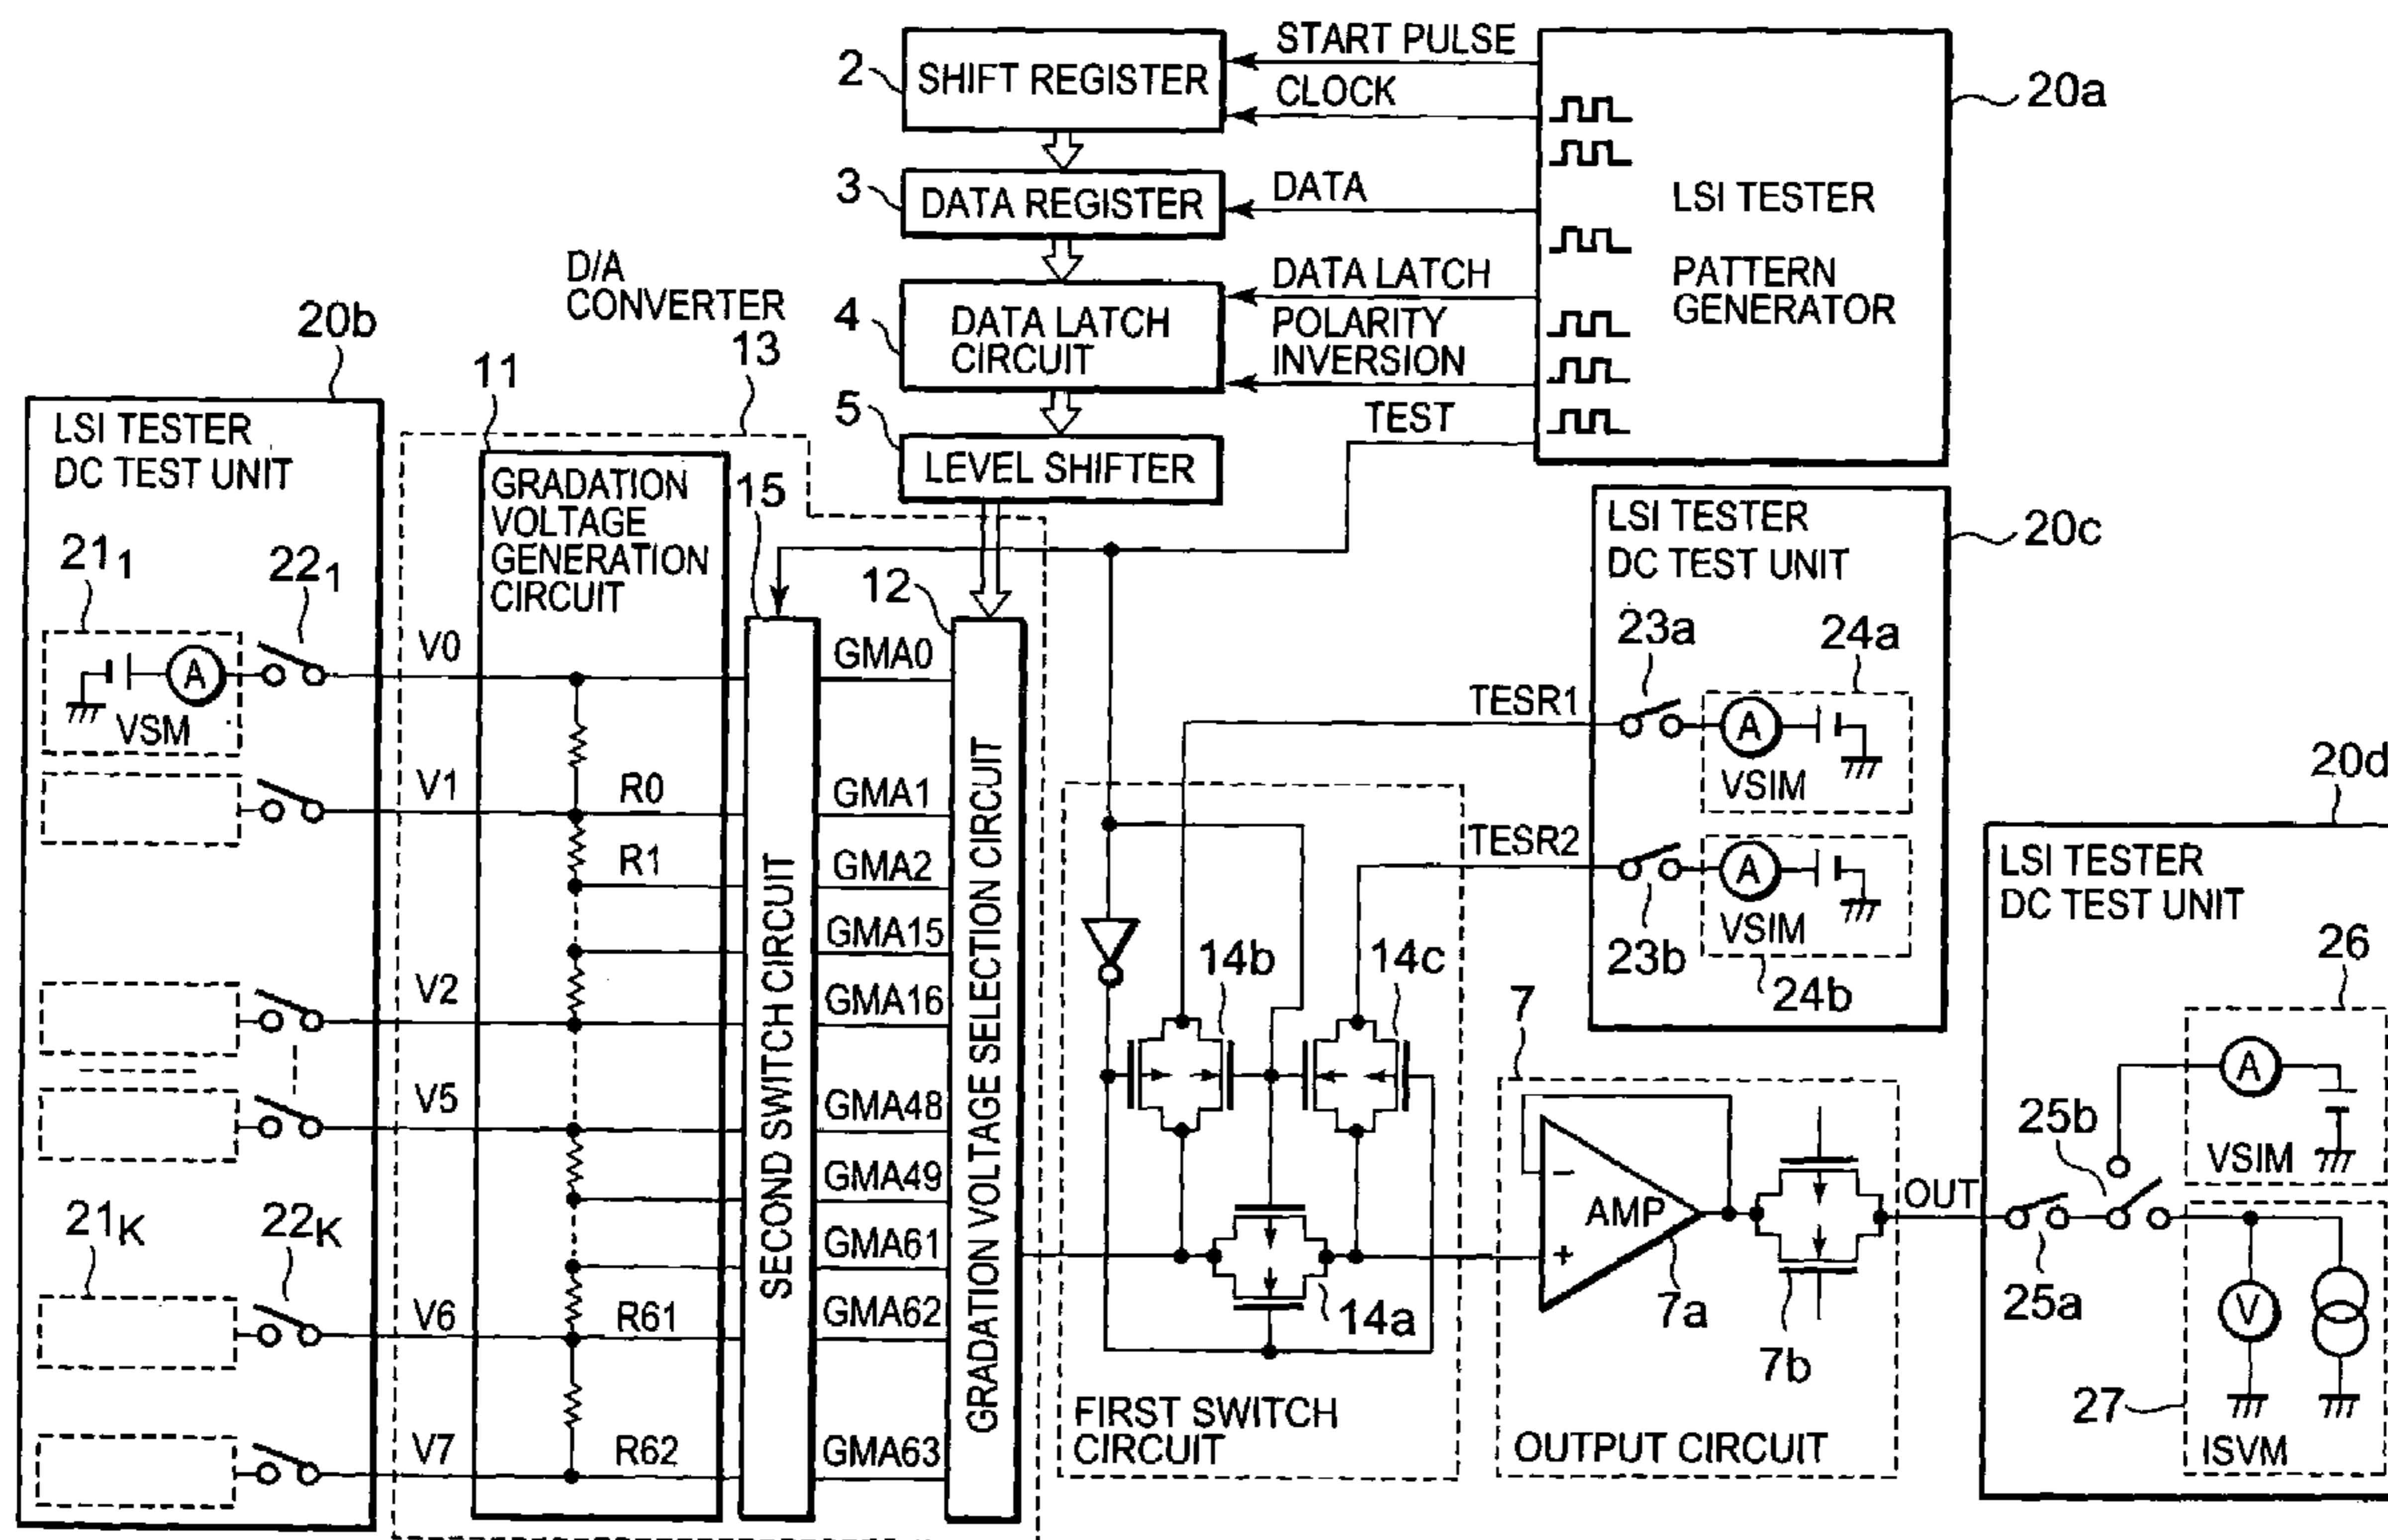 START PULSE
2
SHIFT REGISTER
CLOCK
20a
3
DATA REGISTER
DATA
LSI TESTER
PATTERN
GENERATOR
D/A
CONVERTER
13
4
DATA LATCH
CIRCUIT
DATA LATCH
POLARITY
INVERSION
20b
11
5
LEVEL SHIFTER
TEST
LSI TESTER
DC TEST UNIT
GRADATION
VOLTAGE
GENERATION
CIRCUIT
15
12
LSI TESTER
DC TEST UNIT
20c
211
221
A
VSM
V0
GMA0
23a
24a
TESR1
A
VSIM
V1
R0
GMA1
R1
GMA2
TESR2
A
VSIM
23b
24b
20d
LSI TESTER
DC TEST UNIT
SECOND SWITCH CIRCUIT
GRADATION VOLTAGE SELECTION CIRCUIT
GMA15
V2
GMA16
14b
14c
7
26
A
VSIM
V5
GMA48
GMA49
25b
AMP
−
+
7a
7b
OUT
25a
21K
22K
GMA61
V6
R61
GMA62
14a
V
27
ISVM
V7
R62
GMA63
FIRST SWITCH
CIRCUIT
OUTPUT CIRCUIT